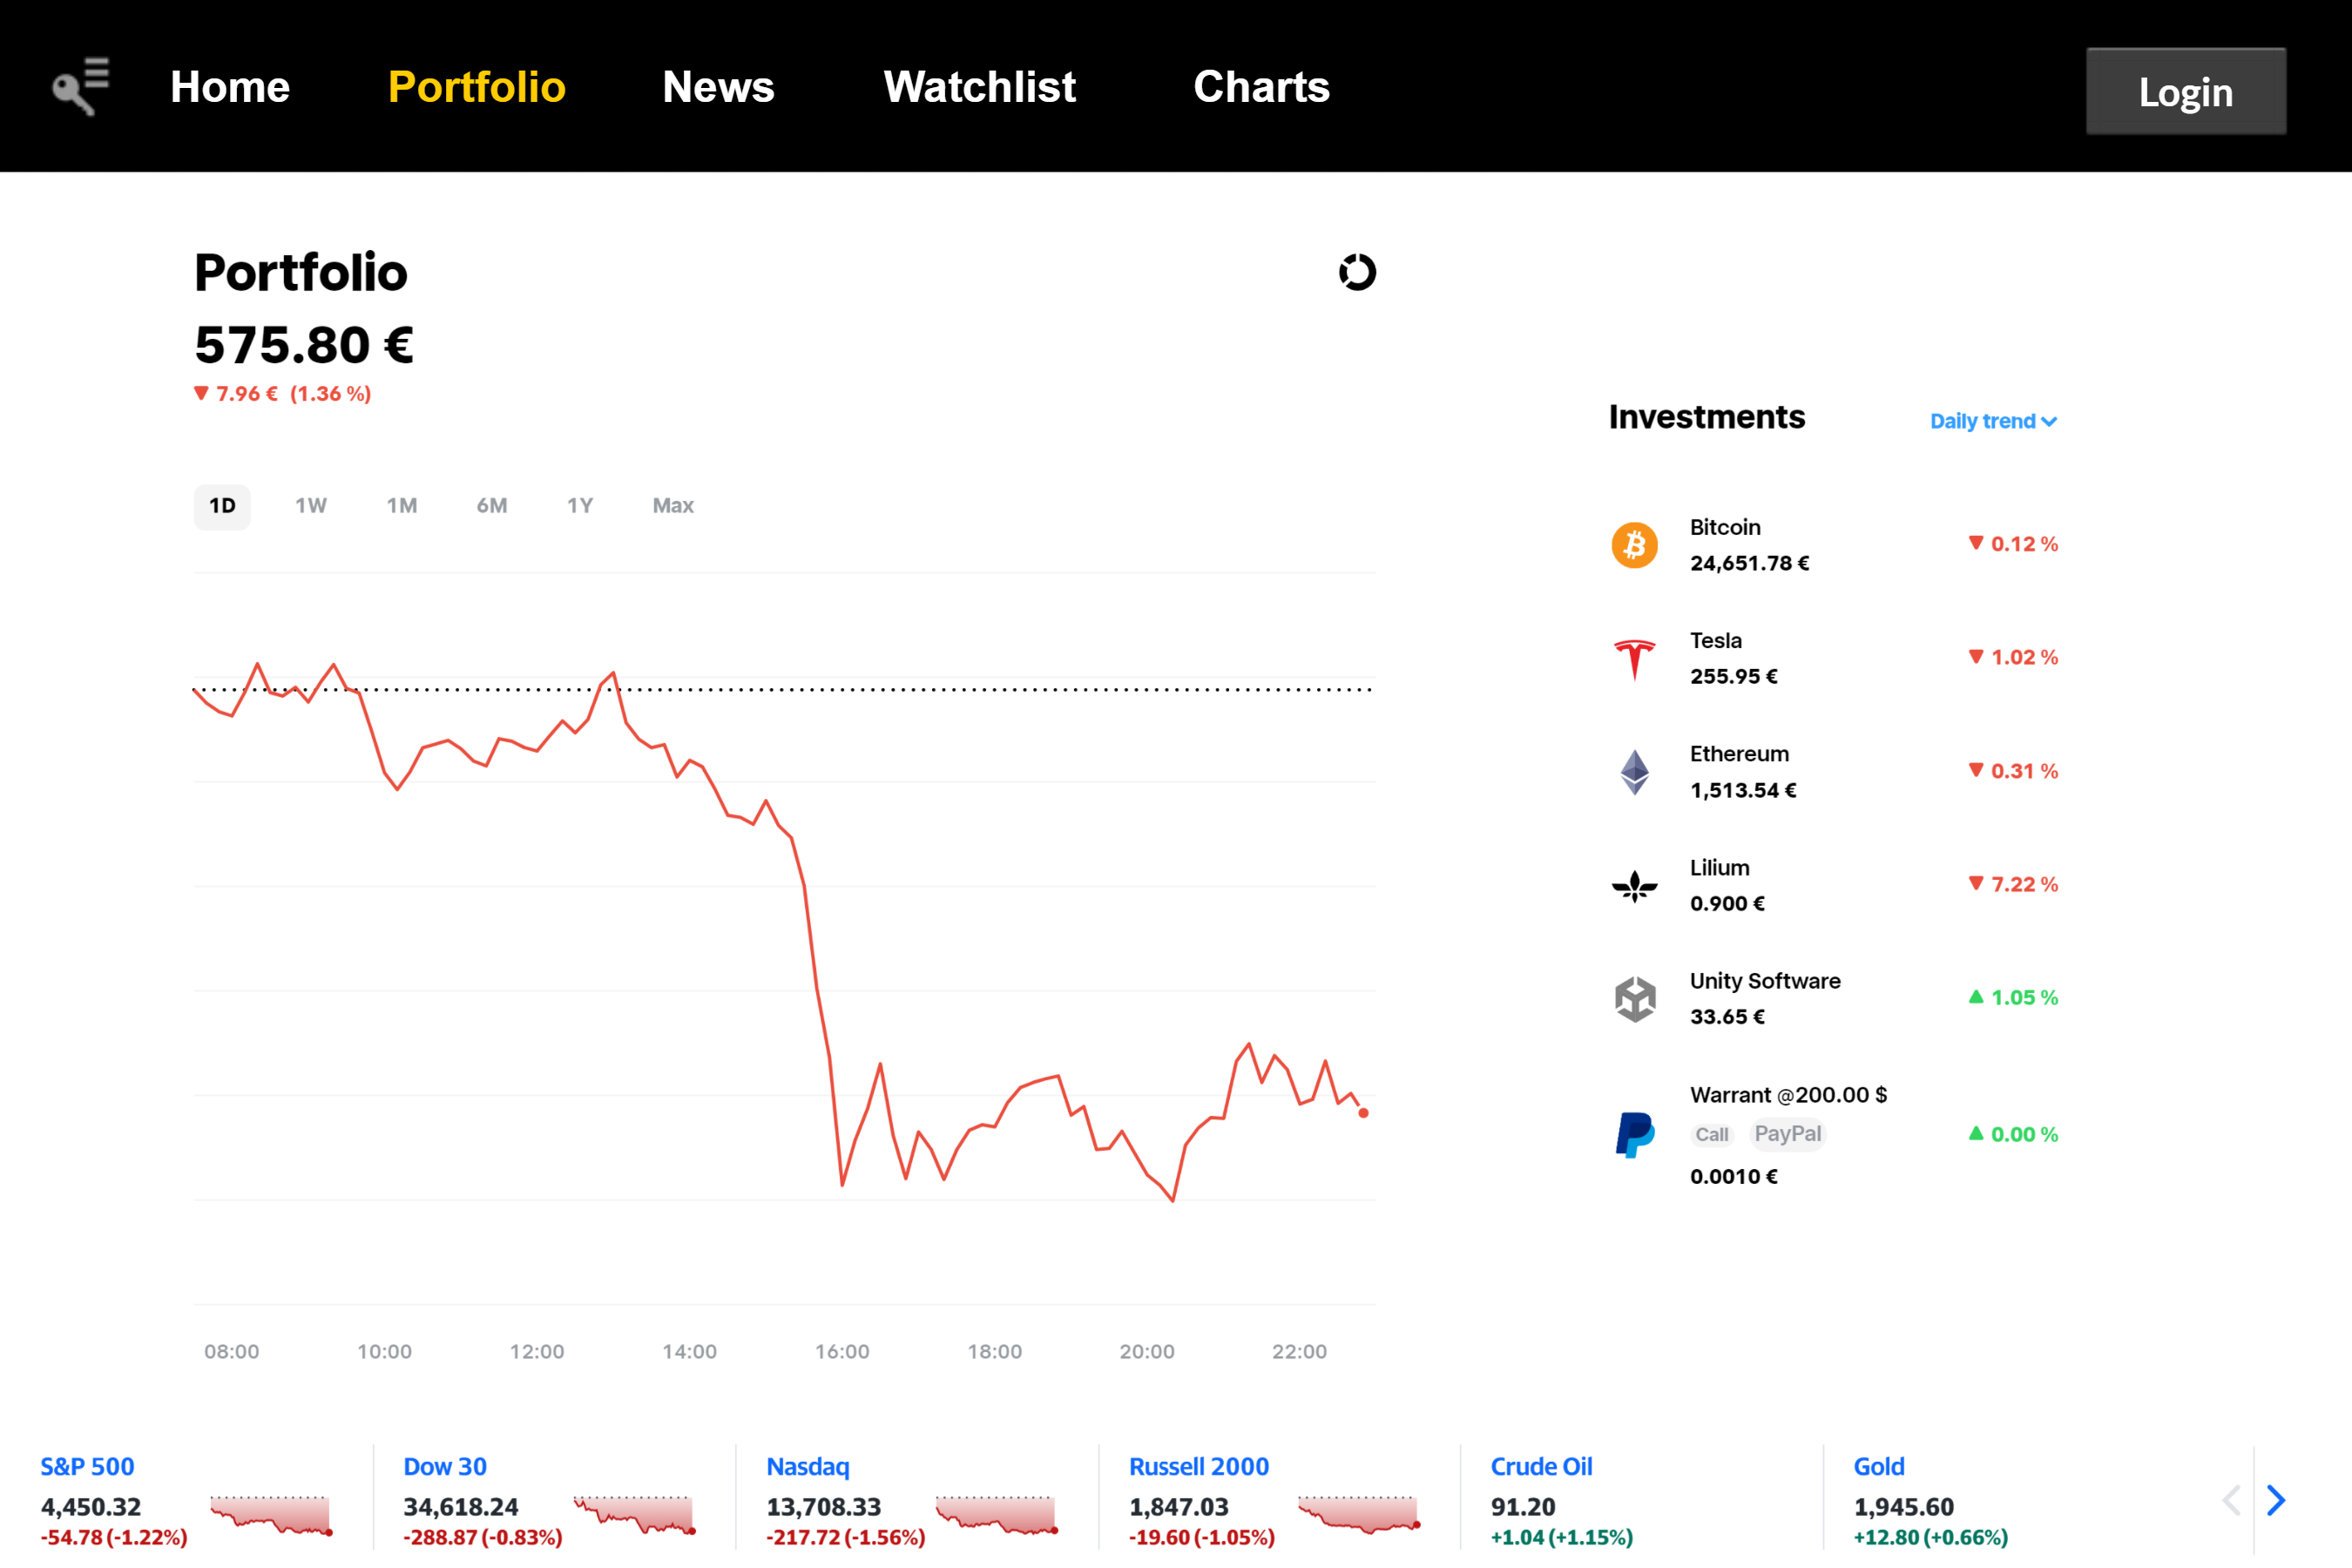 Home Portfolio News Watchlist Charts Login
Portfolio
575.80 €
▼ 7.96 € (1.36 %)
1D 1W 1M 6M 1Y Max
08:00 10:00 12:00 14:00 16:00 18:00 20:00 22:00
Investments Daily trend
Bitcoin
24,651.78 €
▼ 0.12 %
Tesla
255.95 €
▼ 1.02 %
Ethereum
1,513.54 €
▼ 0.31 %
Lilium
0.900 €
▼ 7.22 %
Unity Software
33.65 €
▲ 1.05 %
Warrant @200.00 $
Call PayPal
0.0010 €
▲ 0.00 %
S&P 500
4,450.32
-54.78 (-1.22%)
Dow 30
34,618.24
-288.87 (-0.83%)
Nasdaq
13,708.33
-217.72 (-1.56%)
Russell 2000
1,847.03
-19.60 (-1.05%)
Crude Oil
91.20
+1.04 (+1.15%)
Gold
1,945.60
+12.80 (+0.66%)